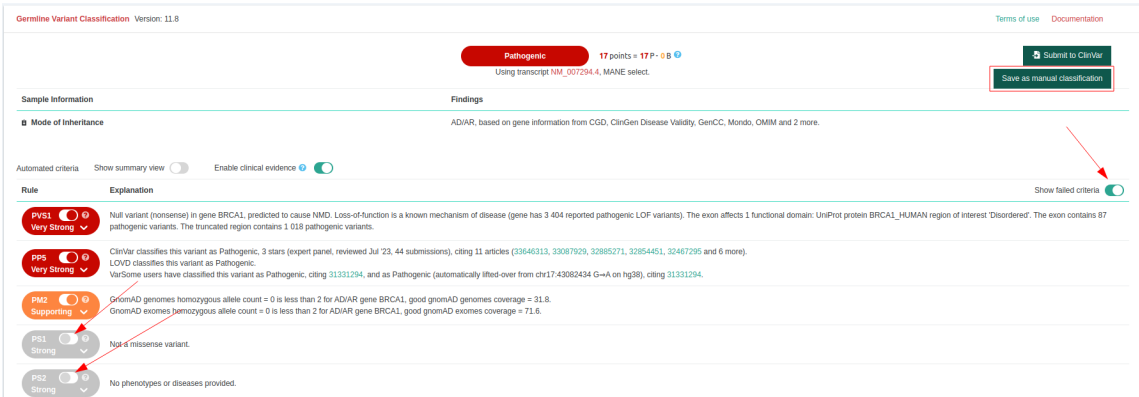 Germline Variant Classification Version: 11.8 Terms of use Documentation
Pathogenic 17 points = 17 P - 0 B ?
Submit to ClinVar
Using transcript NM_007294.4, MANE select.
Save as manual classification
Sample Information Findings
Mode of Inheritance AD/AR, based on gene information from CGD, ClinGen Disease Validity, GenCC, Mondo, OMIM and 2 more.
Automated criteria Show summary view Enable clinical evidence ?
Rule Explanation Show failed criteria
PVS1 ? Very Strong Null variant (nonsense) in gene BRCA1, predicted to cause NMD. Loss-of-function is a known mechanism of disease (gene has 3 404 reported pathogenic LOF variants). The exon affects 1 functional domain: UniProt protein BRCA1_HUMAN region of interest 'Disordered'. The exon contains 87
pathogenic variants. The truncated region contains 1 018 pathogenic variants.
PP5 ? Very Strong ClinVar classifies this variant as Pathogenic, 3 stars (expert panel, reviewed Jul '23, 44 submissions), citing 11 articles (33646313, 33087929, 32885271, 32854451, 32467295 and 6 more).
LOVD classifies this variant as Pathogenic.
VarSome users have classified this variant as Pathogenic, citing 31331294, and as Pathogenic (automatically lifted-over from chr17:43082434 G⇒A on hg38), citing 31331294.
PM2 ? Supporting GnomAD genomes homozygous allele count = 0 is less than 2 for AD/AR gene BRCA1, good gnomAD genomes coverage = 31.8.
GnomAD exomes homozygous allele count = 0 is less than 2 for AD/AR gene BRCA1, good gnomAD exomes coverage = 71.6.
PS1 ? Strong Not a missense variant.
PS2 ? Strong No phenotypes or diseases provided.